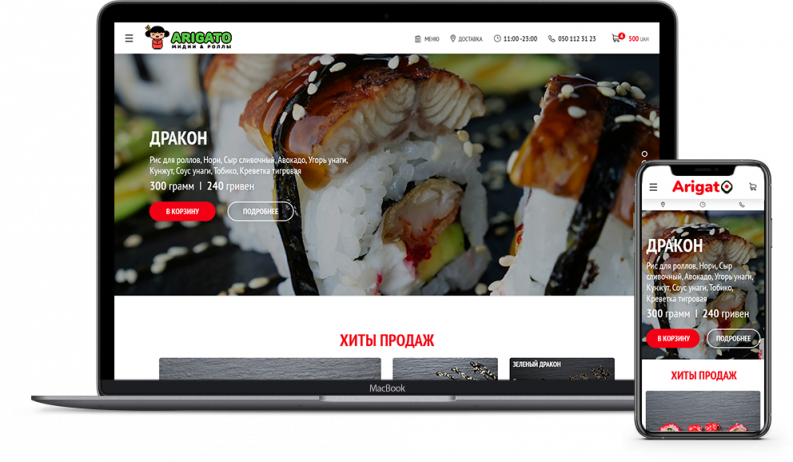 ARIGATO
МИДИИ & РОЛЛЫ
МЕНЮ
ДОСТАВКА
11:00 -23:00
050 112 31 23
4
500 UAH
ДРАКОН
Рис для роллов, Нори, Сыр сливочный, Авокадо, Угорь унаги,
Кунжут, Соус унаги, Тобико, Креветка тигровая
300 грамм | 240 гривен
В КОРЗИНУ
ПОДРОБНЕЕ
ХИТЫ ПРОДАЖ
ЗЕЛЕНЫЙ ДРАКОН
MacBook
Arigato
ДРАКОН
Рис для роллов, Нори, Сыр
сливочный, Авокадо, Угорь унаги,
Кунжут, Соус унаги, Тобико,
Креветка тигровая
300 грамм | 240 гривен
В КОРЗИНУ
ПОДРОБНЕЕ
ХИТЫ ПРОДАЖ